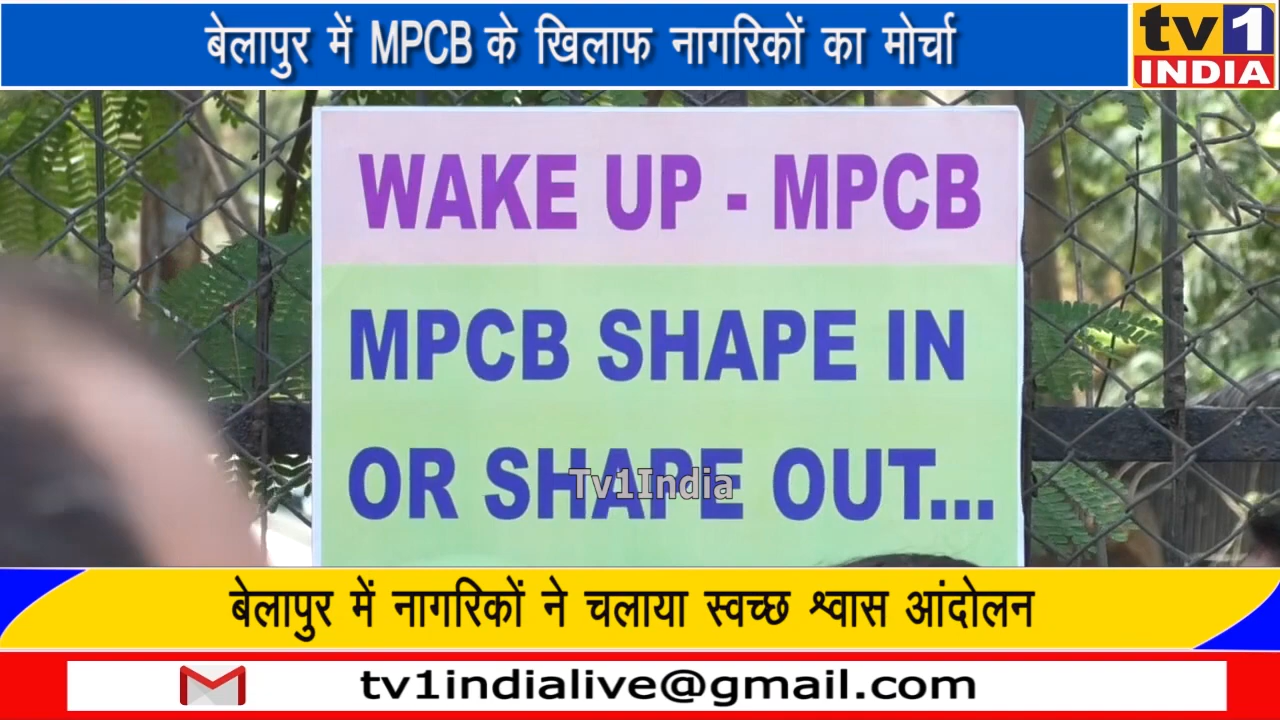 बेलापुर में MPCB के खिलाफ नागरिकों का मोर्चा
tv1
INDIA
WAKE UP - MPCB
MPCB SHAPE IN
OR SHAPE OUT...
Tv1India
बेलापुर में नागरिकों ने चलाया स्वच्छ श्वास आंदोलन
tv1indialive@gmail.com